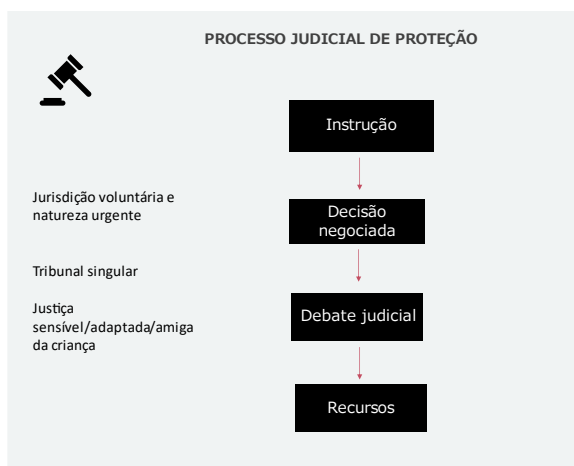 PROCESSO JUDICIAL DE PROTEÇÃO
Instrução
Jurisdição voluntária e
natureza urgente
Decisão
negociada
Tribunal singular
Justiça
sensível/adaptada/amiga
da criança
Debate judicial
Recursos